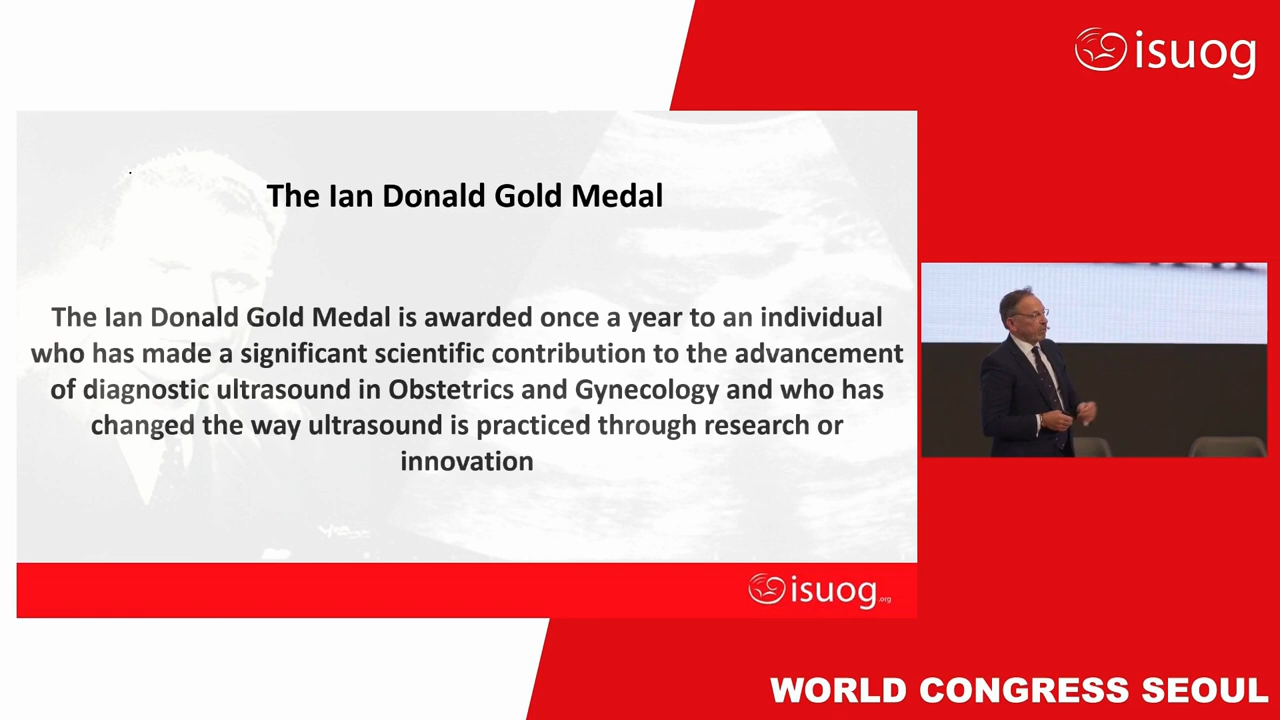 isuog
The Ian Donald Gold Medal
The Ian Donald Gold Medal is awarded once a year to an individual
who has made a significant scientific contribution to the advancement
of diagnostic ultrasound in Obstetrics and Gynecology and who has
changed the way ultrasound is practiced through research or
innovation
isuog.org
WORLD CONGRESS SEOUL